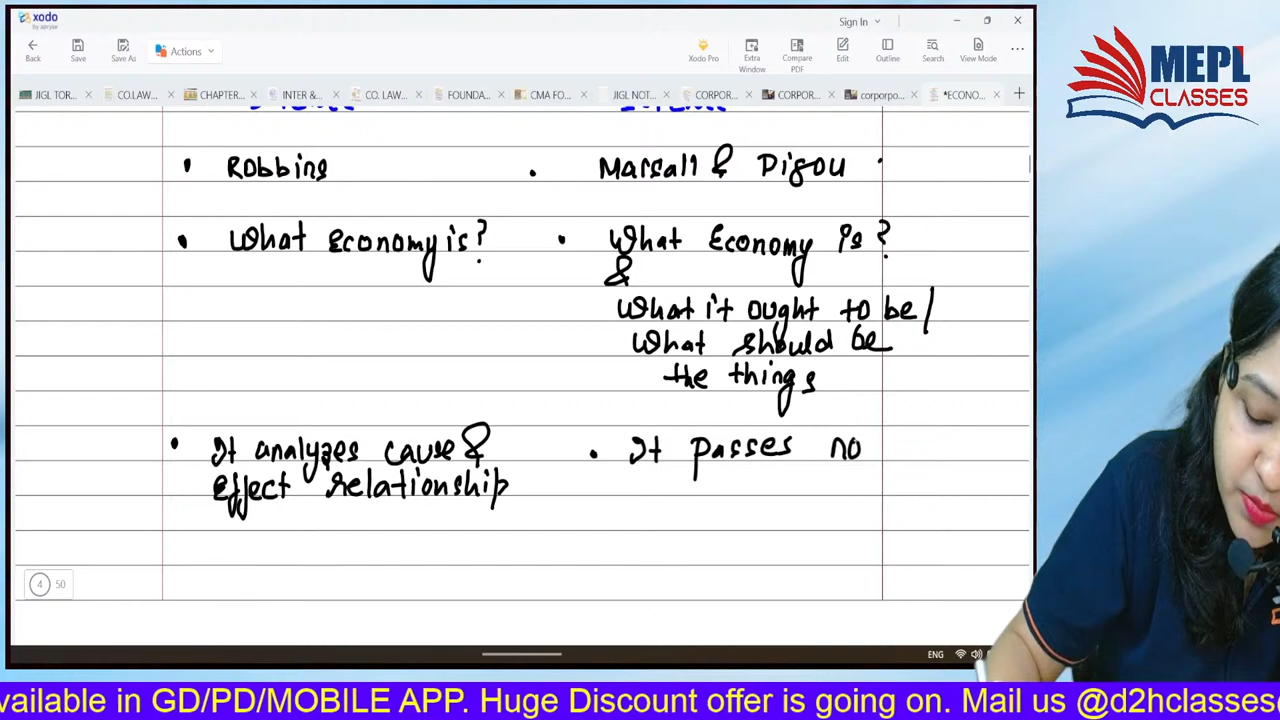 xodo
by apryse
Sign In
Back
Save
Save As
Actions
Xodo Pro
Extra Window
Compare PDF
Edit
Outline
Search
View Mode
JIGL TOR...
CO.LAW...
CHAPTER...
INTER &...
CO.LAW...
FOUNDA...
CMA FO...
JIGL NOT...
CORPOR...
CORPOR...
corporpo...
*ECONO...
MEPL
CLASSES
• Robbins
• Marsall & Pigou
• What Economy is?
• What Economy is?
&
What it ought to be/
What should be
the things
• It analyzes cause &
effect relationship
• It passes no
4 50
ENG
vailable in GD/PD/MOBILE APP. Huge Discount offer is going on. Mail us @d2hclasses